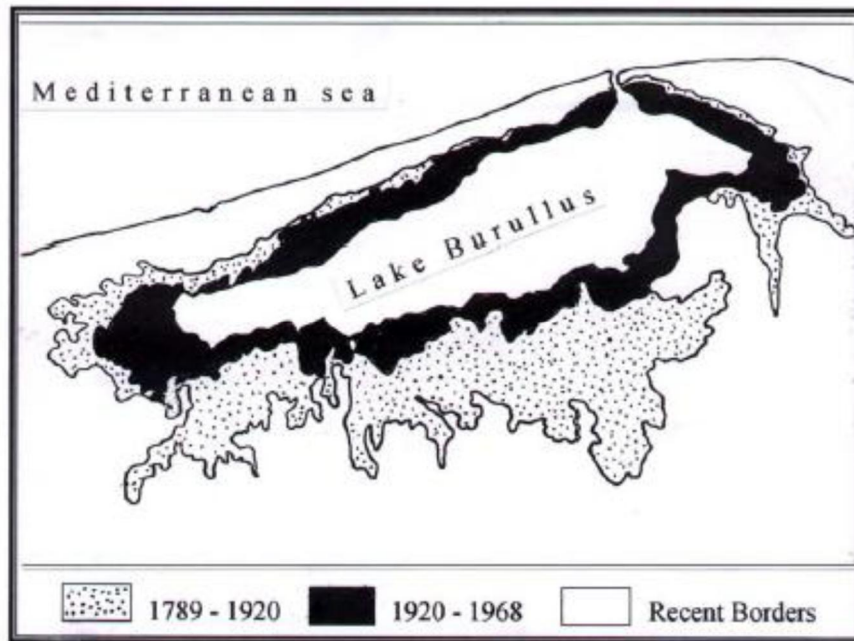 Mediterranean sea
Lake Burullus
1789 - 1920
1920 - 1968
Recent Borders